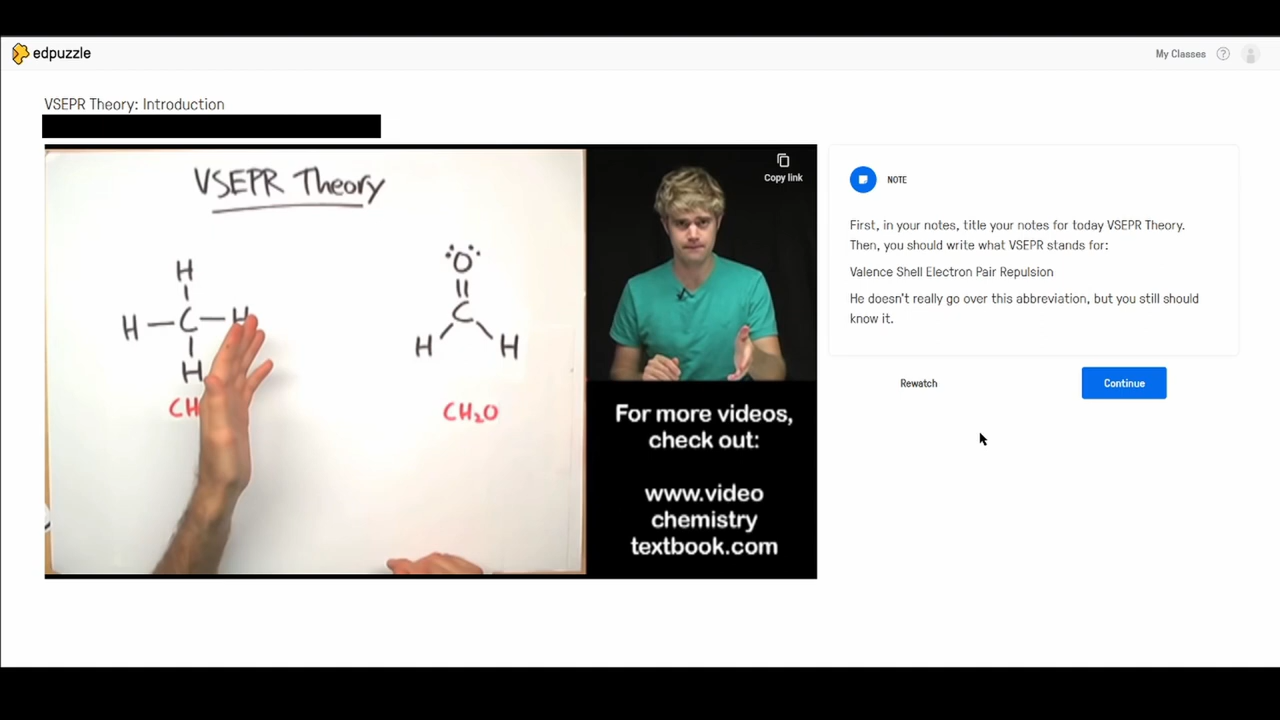 edpuzzle
My Classes
?
VSEPR Theory: Introduction
VSEPR Theory
H
H — C — H
H
CH
O
C
H H
CH₂O
Copy link
For more videos,
check out:
www.video
chemistry
textbook.com
NOTE
First, in your notes, title your notes for today VSEPR Theory.
Then, you should write what VSEPR stands for:
Valence Shell Electron Pair Repulsion
He doesn't really go over this abbreviation, but you still should
know it.
Rewatch
Continue